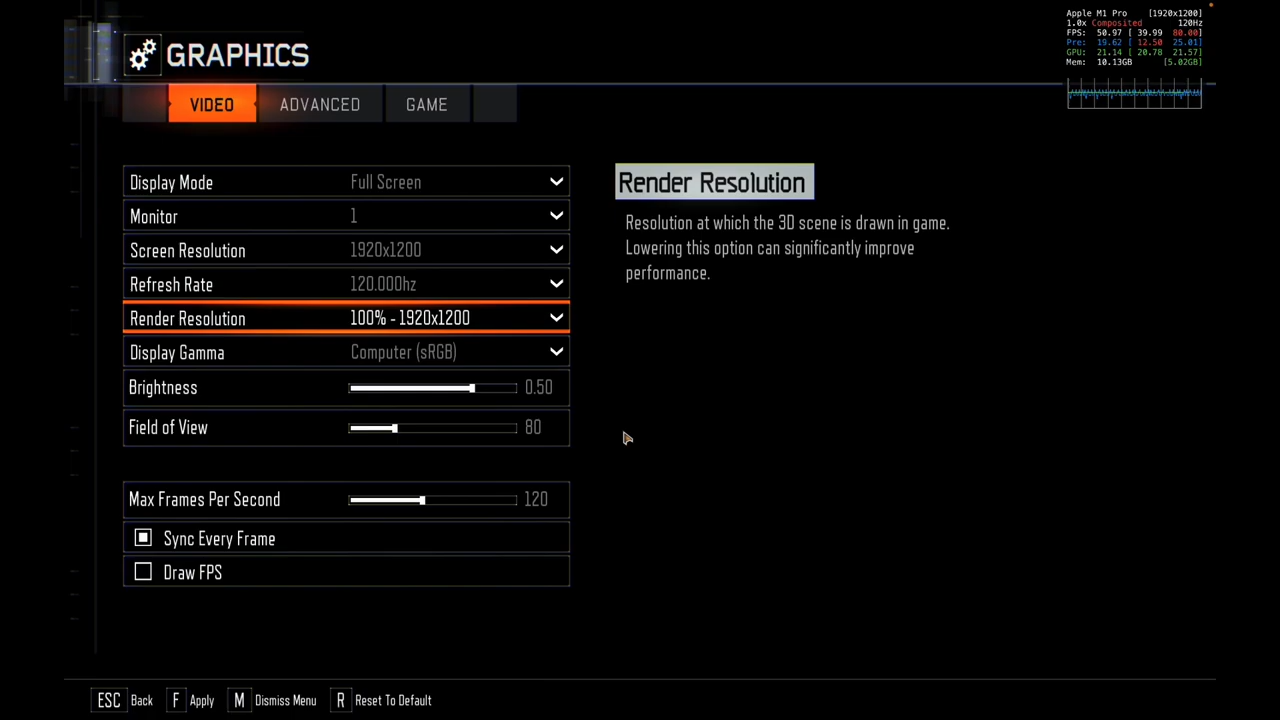 Apple M1 Pro [1920x1200]
1.0x Composited 120Hz
FPS: 50.97 [ 39.99 80.00]
Pre: 19.62 [ 12.50 25.01]
GPU: 21.14 [ 20.78 21.57]
Mem: 10.13GB [5.02GB]
GRAPHICS
VIDEO ADVANCED GAME
Display Mode Full Screen
Monitor 1
Screen Resolution 1920x1200
Refresh Rate 120.000hz
Render Resolution 100% - 1920x1200
Display Gamma Computer (sRGB)
Brightness 0.50
Field of View 80
Max Frames Per Second 120
Sync Every Frame
Draw FPS
Render Resolution
Resolution at which the 3D scene is drawn in game.
Lowering this option can significantly improve
performance.
ESC Back F Apply M Dismiss Menu R Reset To Default